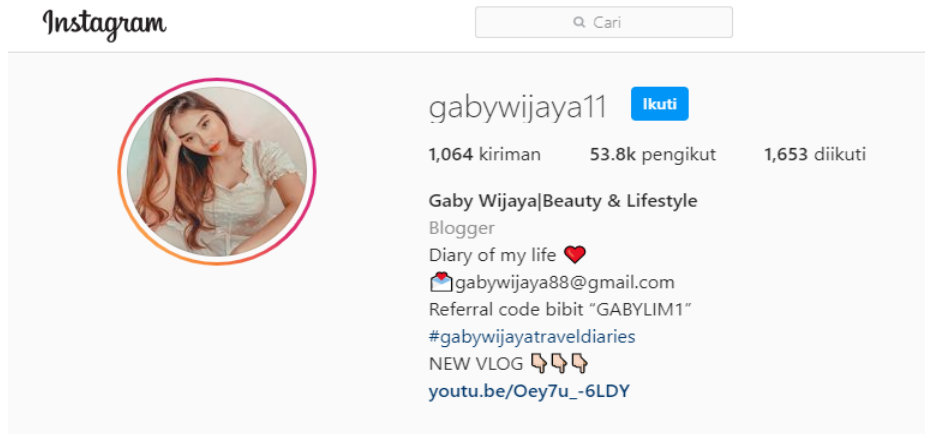 Instagram
Cari
gabywijaya11 Ikuti
1,064 kiriman 53.8k pengikut 1,653 diikuti
Gaby Wijaya|Beauty & Lifestyle
Blogger
Diary of my life ❤️
💌gabywijaya88@gmail.com
Referral code bibit “GABYLIM1”
#gabywijayatraveldiaries
NEW VLOG 👇🏻👇🏻👇🏻
youtu.be/Oey7u_-6LDY